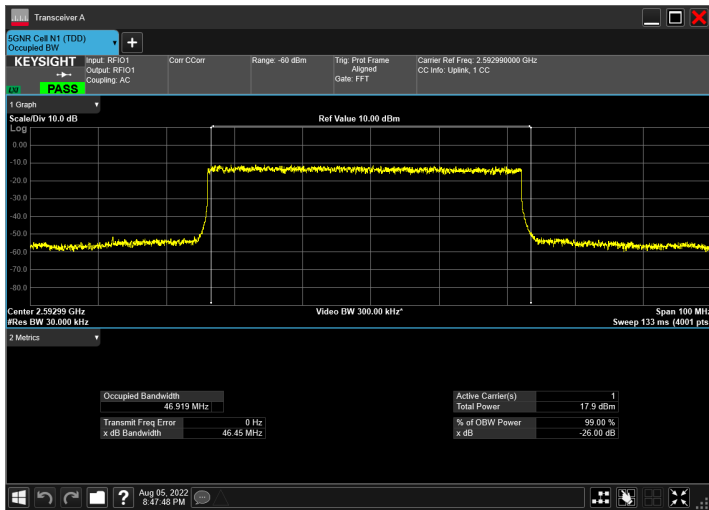 Transceiver A
5GNR Cell N1 (TDD)
Occupied BW
KEYSIGHT
LXI
PASS
Input: RFIO1
Output: RFIO1
Coupling: AC
Corr CCorr
Range: -60 dBm
Trig: Prot Frame
Aligned
Gate: FFT
Carrier Ref Freq: 2.592990000 GHz
CC Info: Uplink, 1 CC
1 Graph
Scale/Div 10.0 dB
Ref Value 10.00 dBm
Log
0.00
-10.0
-20.0
-30.0
-40.0
-50.0
-60.0
-70.0
-80.0
Center 2.59299 GHz
Video BW 300.00 kHz*
Span 100 MHz
#Res BW 30.000 kHz
Sweep 133 ms (4001 pts
2 Metrics
Occupied Bandwidth
46.919 MHz
Transmit Freq Error 0 Hz
x dB Bandwidth 46.45 MHz
Active Carrier(s) 1
Total Power 17.9 dBm
% of OBW Power 99.00 %
x dB -26.00 dB
Aug 05, 2022
8:47:48 PM